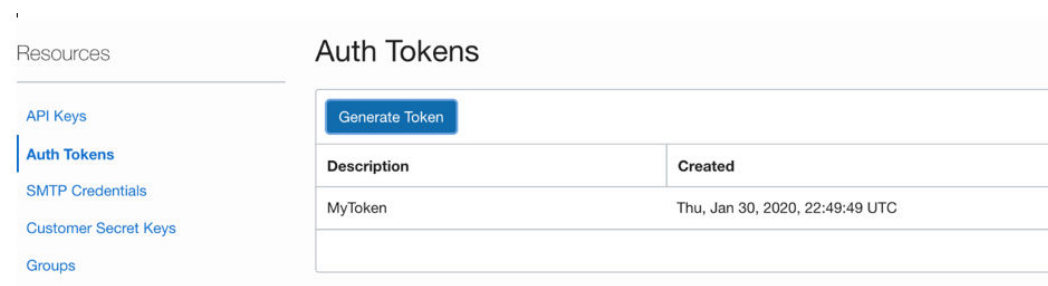 Resources
API Keys
Auth Tokens
SMTP Credentials
Customer Secret Keys
Groups
Auth Tokens
Generate Token
Description Created
MyToken Thu, Jan 30, 2020, 22:49:49 UTC